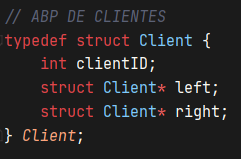 // ABP DE CLIENTES
typedef struct Client {
    int clientID;
    struct Client* left;
    struct Client* right;
} Client;